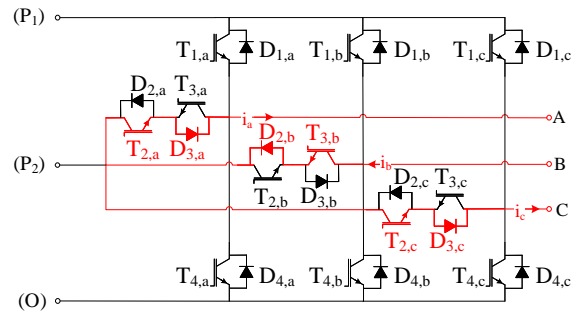 (P1)
T1,a D1,a T1,b D1,b T1,c D1,c
D2,a T3,a
ia A
T2,a D3,a D2,b T3,b
(P2) ib B
T2,b D3,b D2,c T3,c
ic C
T2,c D3,c
T4,a D4,a T4,b D4,b T4,c D4,c
(O)